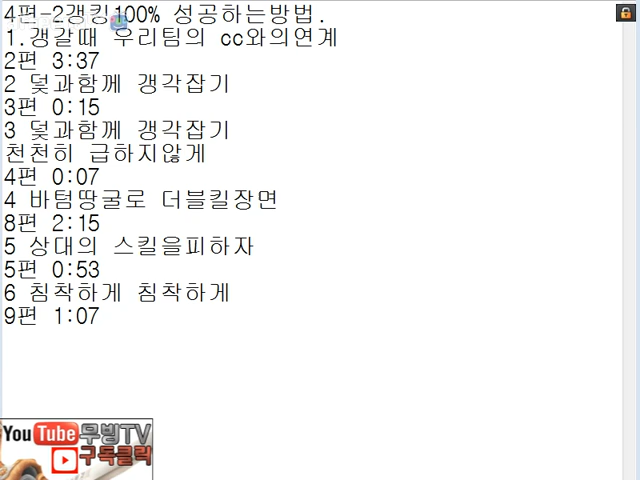 4편-2갱킹100% 성공하는방법.
1.갱갈때 우리팀의 cc와의연계
2편 3:37
2 덫과함께 갱각잡기
3편 0:15
3 덫과함께 갱각잡기
천천히 급하지않게
4편 0:07
4 바텀땅굴로 더블킬장면
8편 2:15
5 상대의 스킬을피하자
5편 0:53
6 침착하게 침착하게
9편 1:07
YouTube 무빙TV
구독클릭